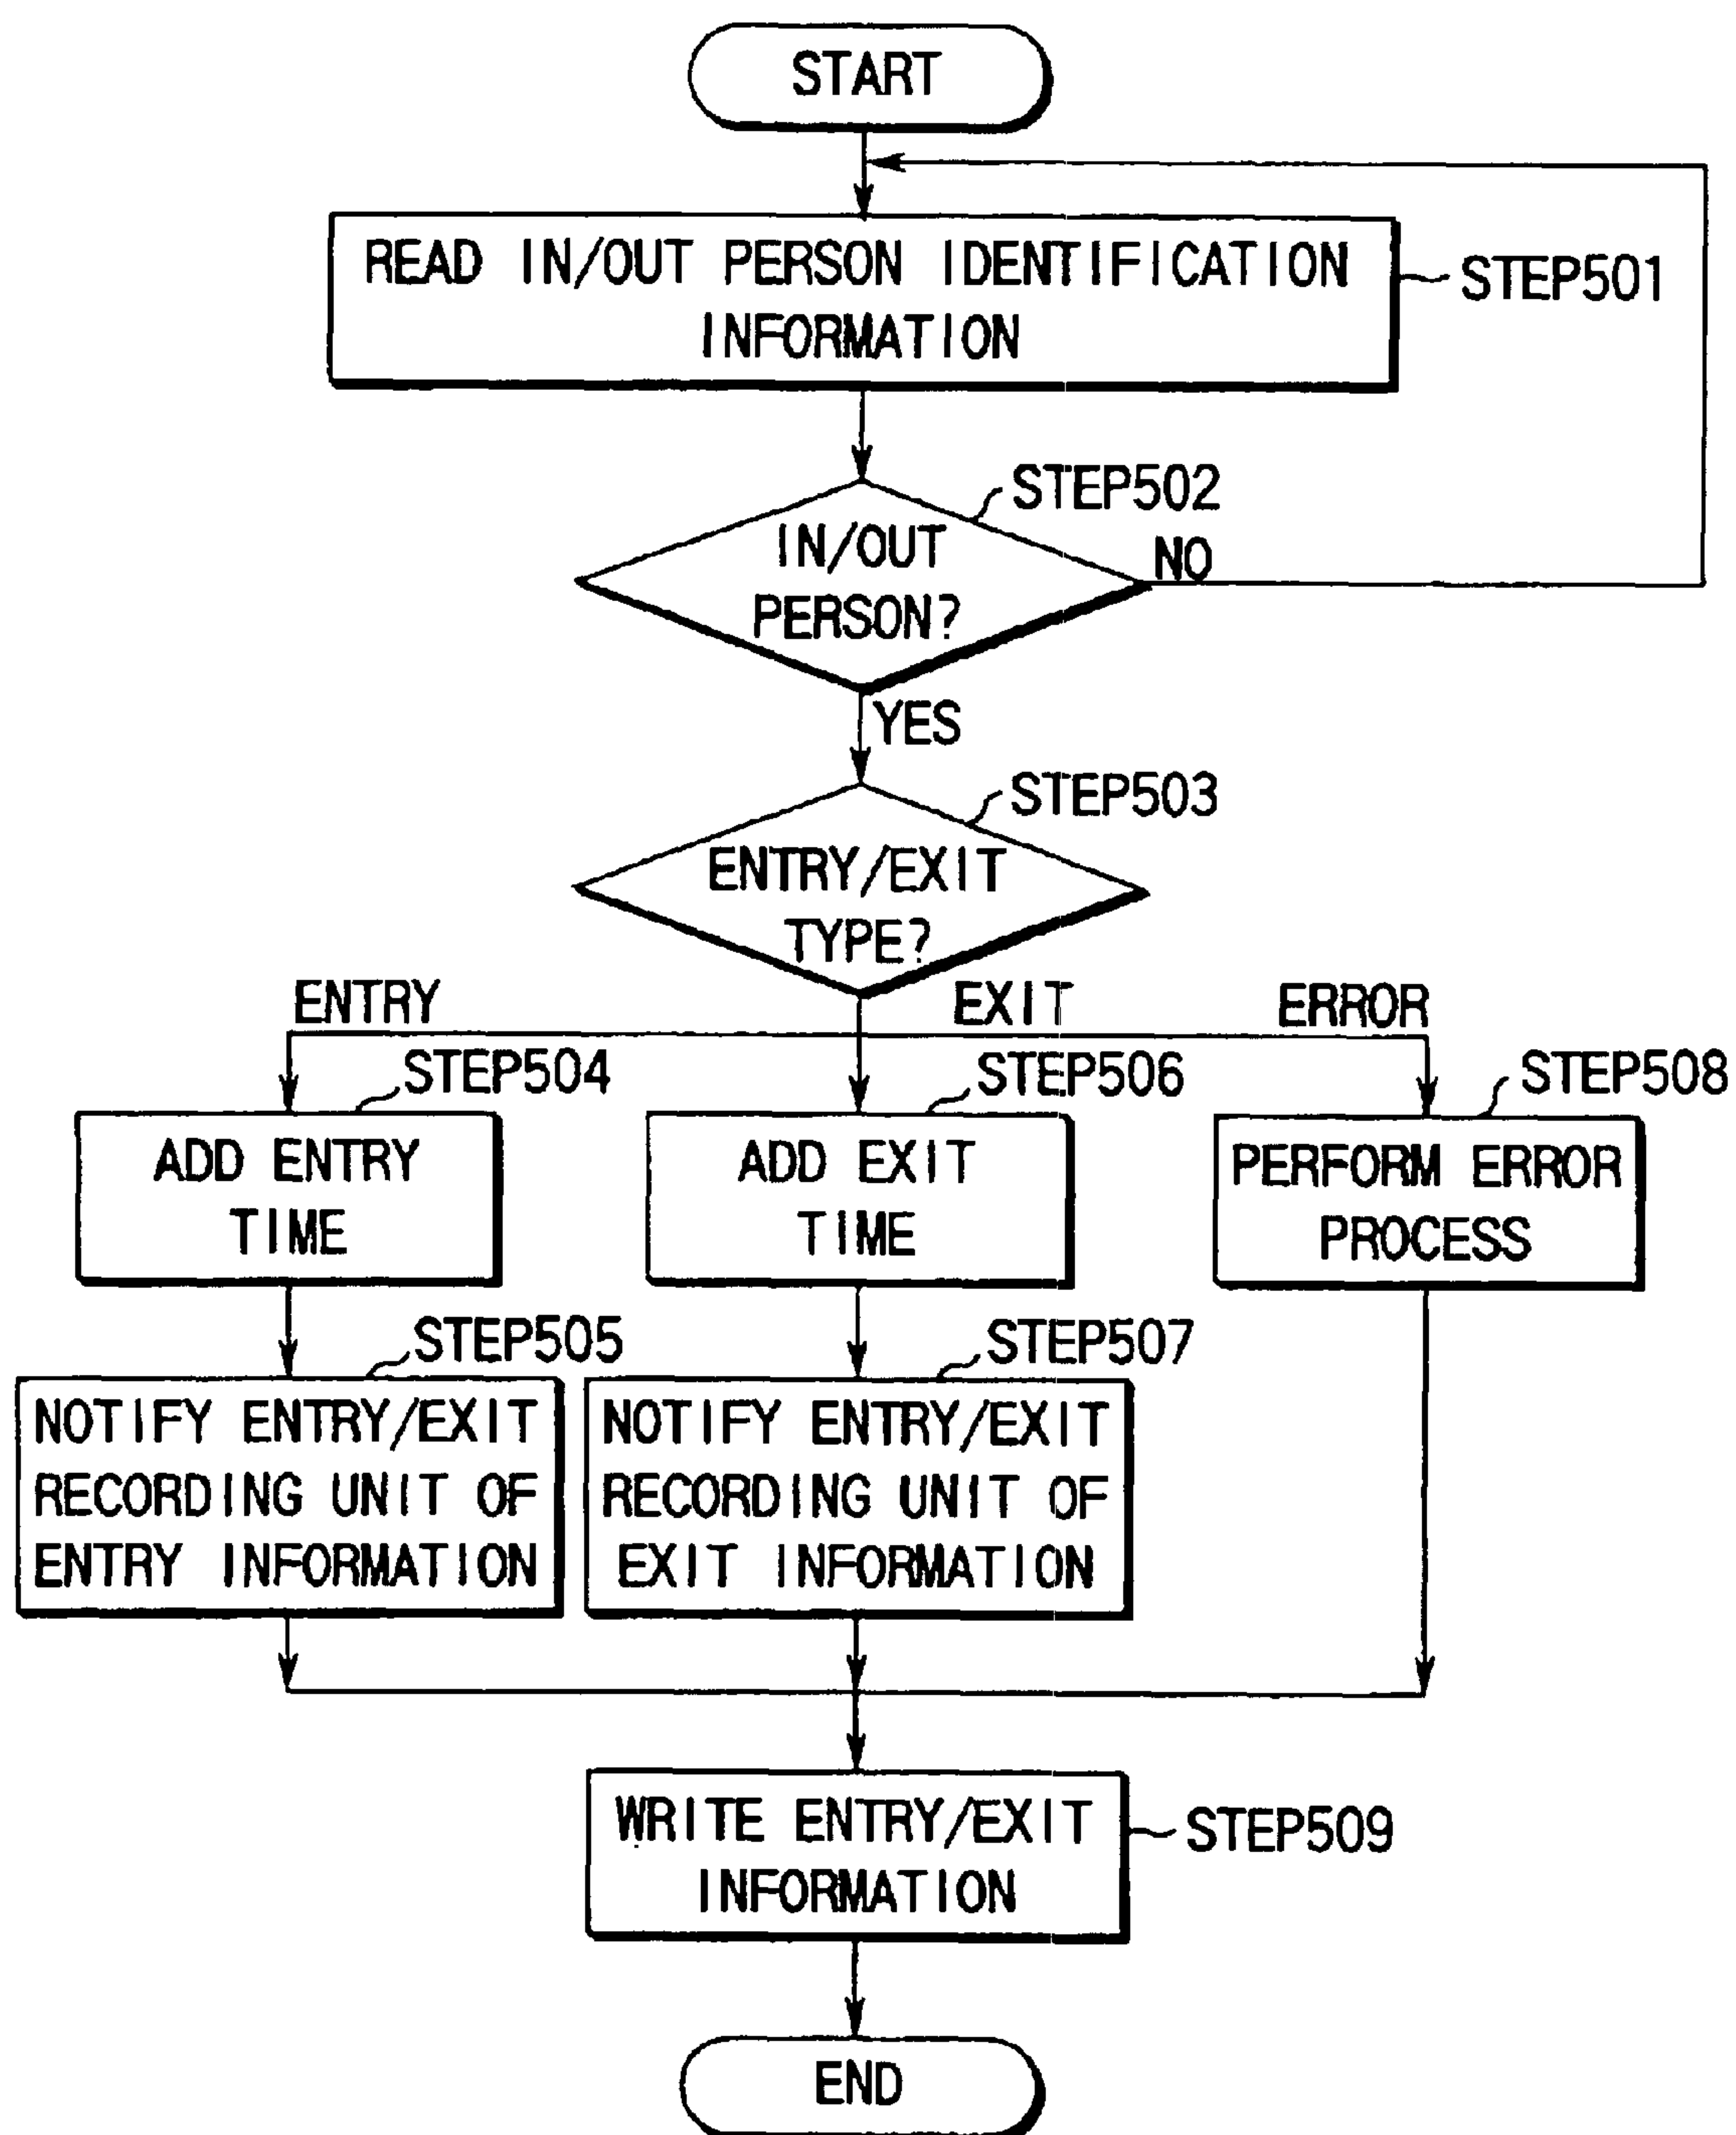 START
READ IN/OUT PERSON IDENTIFICATION
INFORMATION
STEP501
STEP502
IN/OUT
PERSON?
NO
YES
STEP503
ENTRY/EXIT
TYPE?
ENTRY
EXIT
ERROR
STEP504
STEP506
STEP508
ADD ENTRY
TIME
ADD EXIT
TIME
PERFORM ERROR
PROCESS
STEP505
STEP507
NOTIFY ENTRY/EXIT
RECORDING UNIT OF
ENTRY INFORMATION
NOTIFY ENTRY/EXIT
RECORDING UNIT OF
EXIT INFORMATION
WRITE ENTRY/EXIT
INFORMATION
STEP509
END